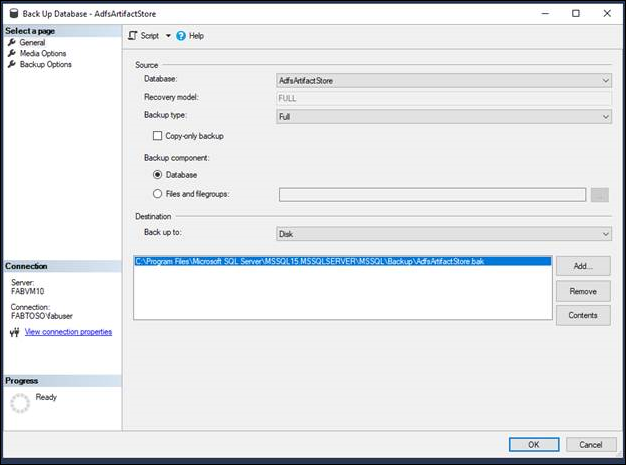 Back Up Database - AdfsArtifactStore
Select a page
General
Media Options
Backup Options
Script
Help
Source
Database:
AdfsArtifactStore
Recovery model:
FULL
Backup type:
Full
Copy-only backup
Backup component:
Database
Files and filegroups:
...
Destination
Back up to:
Disk
C:\Program Files\Microsoft SQL Server\MSSQL15.MSSQLSERVER\MSSQL\Backup\AdfsArtifactStore.bak
Add...
Remove
Contents
Connection
Server:
FABVM10
Connection:
FABTOSO\fabuser
View connection properties
Progress
Ready
OK
Cancel